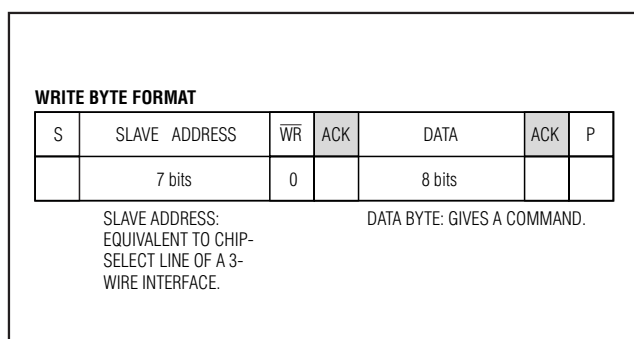 WRITE BYTE FORMAT
S SLAVE ADDRESS WR ACK DATA ACK P
7 bits 0 8 bits
SLAVE ADDRESS:
EQUIVALENT TO CHIP-
SELECT LINE OF A 3-
WIRE INTERFACE.
DATA BYTE: GIVES A COMMAND.